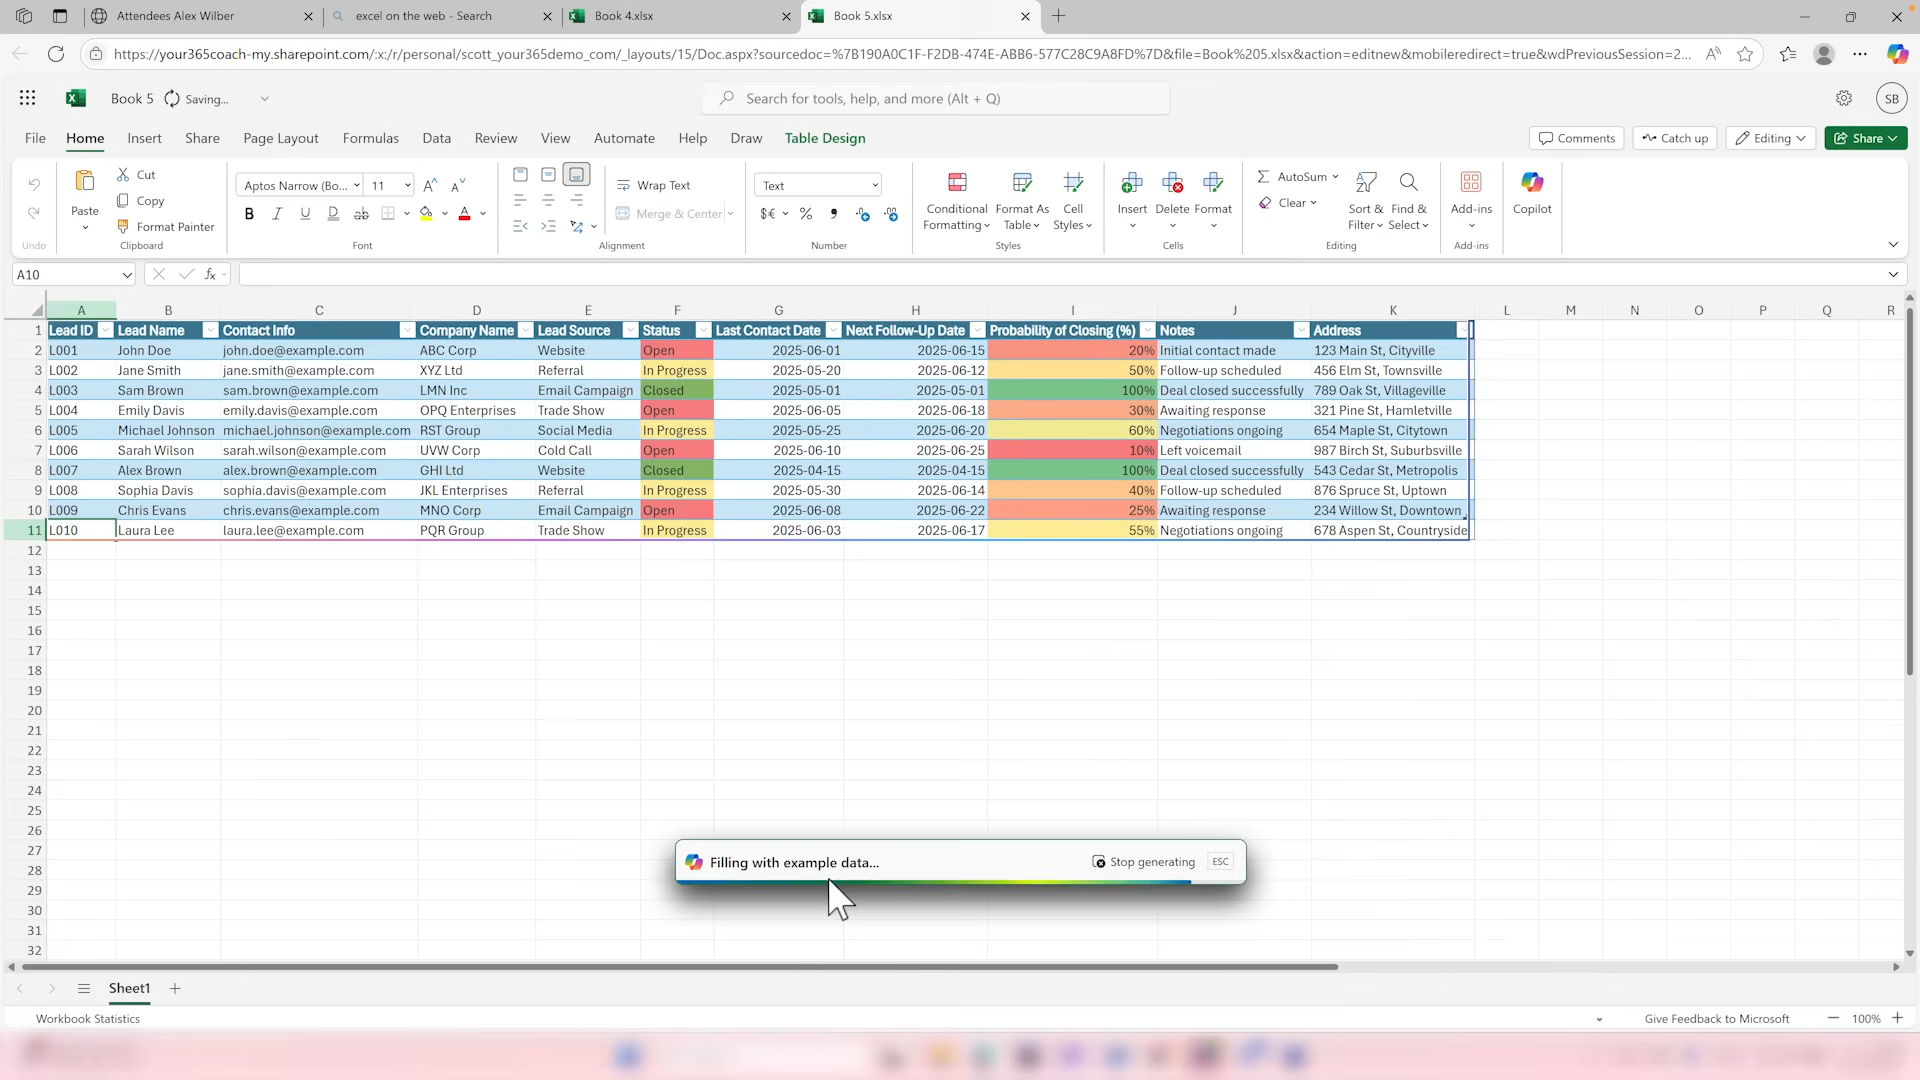 Attendees Alex Wilber
excel on the web - Search
Book 4.xlsx
Book 5.xlsx
https://your365coach-my.sharepoint.com/:x:/r/personal/scott_your365demo_com/_layouts/15/Doc.aspx?sourcedoc=%7B190A0C1F-F2DB-474E-ABB6-577C28C9A8FD%7D&file=Book%205.xlsx&action=editnew&mobileredirect=true&wdPreviousSession=2...
Book 5 Saving...
Search for tools, help, and more (Alt + Q)
SB
File Home Insert Share Page Layout Formulas Data Review View Automate Help Draw Table Design
Comments Catch up Editing Share
Paste Cut Copy Format Painter
Aptos Narrow (Bo... 11
Wrap Text
Merge & Center
Text
Conditional Formatting Format As Table Cell Styles
Insert Delete Format
AutoSum Clear
Sort & Filter Find & Select
Add-ins
Copilot
Undo Clipboard Font Alignment Number Styles Cells Editing Add-ins
A10 fx
A B C D E F G H I J K L M N O P Q R
1 Lead ID Lead Name Contact Info Company Name Lead Source Status Last Contact Date Next Follow-Up Date Probability of Closing (%) Notes Address
2 L001 John Doe john.doe@example.com ABC Corp Website Open 2025-06-01 2025-06-15 20% Initial contact made 123 Main St, Cityville
3 L002 Jane Smith jane.smith@example.com XYZ Ltd Referral In Progress 2025-05-20 2025-06-12 50% Follow-up scheduled 456 Elm St, Townsville
4 L003 Sam Brown sam.brown@example.com LMN Inc Email Campaign Closed 2025-05-01 2025-05-01 100% Deal closed successfully 789 Oak St, Villageville
5 L004 Emily Davis emily.davis@example.com OPQ Enterprises Trade Show Open 2025-06-05 2025-06-18 30% Awaiting response 321 Pine St, Hamletville
6 L005 Michael Johnson michael.johnson@example.com RST Group Social Media In Progress 2025-05-25 2025-06-20 60% Negotiations ongoing 654 Maple St, Citytown
7 L006 Sarah Wilson sarah.wilson@example.com UVW Corp Cold Call Open 2025-06-10 2025-06-25 10% Left voicemail 987 Birch St, Suburbsville
8 L007 Alex Brown alex.brown@example.com GHI Ltd Website Closed 2025-04-15 2025-04-15 100% Deal closed successfully 543 Cedar St, Metropolis
9 L008 Sophia Davis sophia.davis@example.com JKL Enterprises Referral In Progress 2025-05-30 2025-06-14 40% Follow-up scheduled 876 Spruce St, Uptown
10 L009 Chris Evans chris.evans@example.com MNO Corp Email Campaign Open 2025-06-08 2025-06-22 25% Awaiting response 234 Willow St, Downtown
11 L010 Laura Lee laura.lee@example.com PQR Group Trade Show In Progress 2025-06-03 2025-06-17 55% Negotiations ongoing 678 Aspen St, Countryside
12
13
14
15
16
17
18
19
20
21
22
23
24
25
26
27
28
29
30
31
32
Filling with example data... Stop generating ESC
Sheet1
Workbook Statistics
Give Feedback to Microsoft
100%